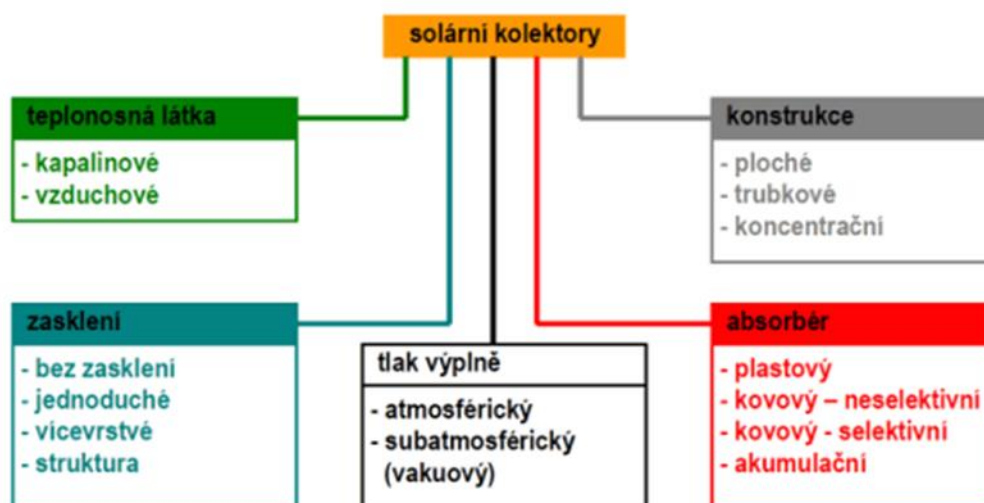 solární kolektory
teplonosná látka
- kapalinové
- vzduchové
konstrukce
- ploché
- trubkové
- koncentrační
zasklení
- bez zasklení
- jednoduché
- vícevrstvé
- struktura
tlak výplně
- atmosférický
- subatmosférický
(vakuový)
absorbér
- plastový
- kovový – neselektivní
- kovový - selektivní
- akumulační